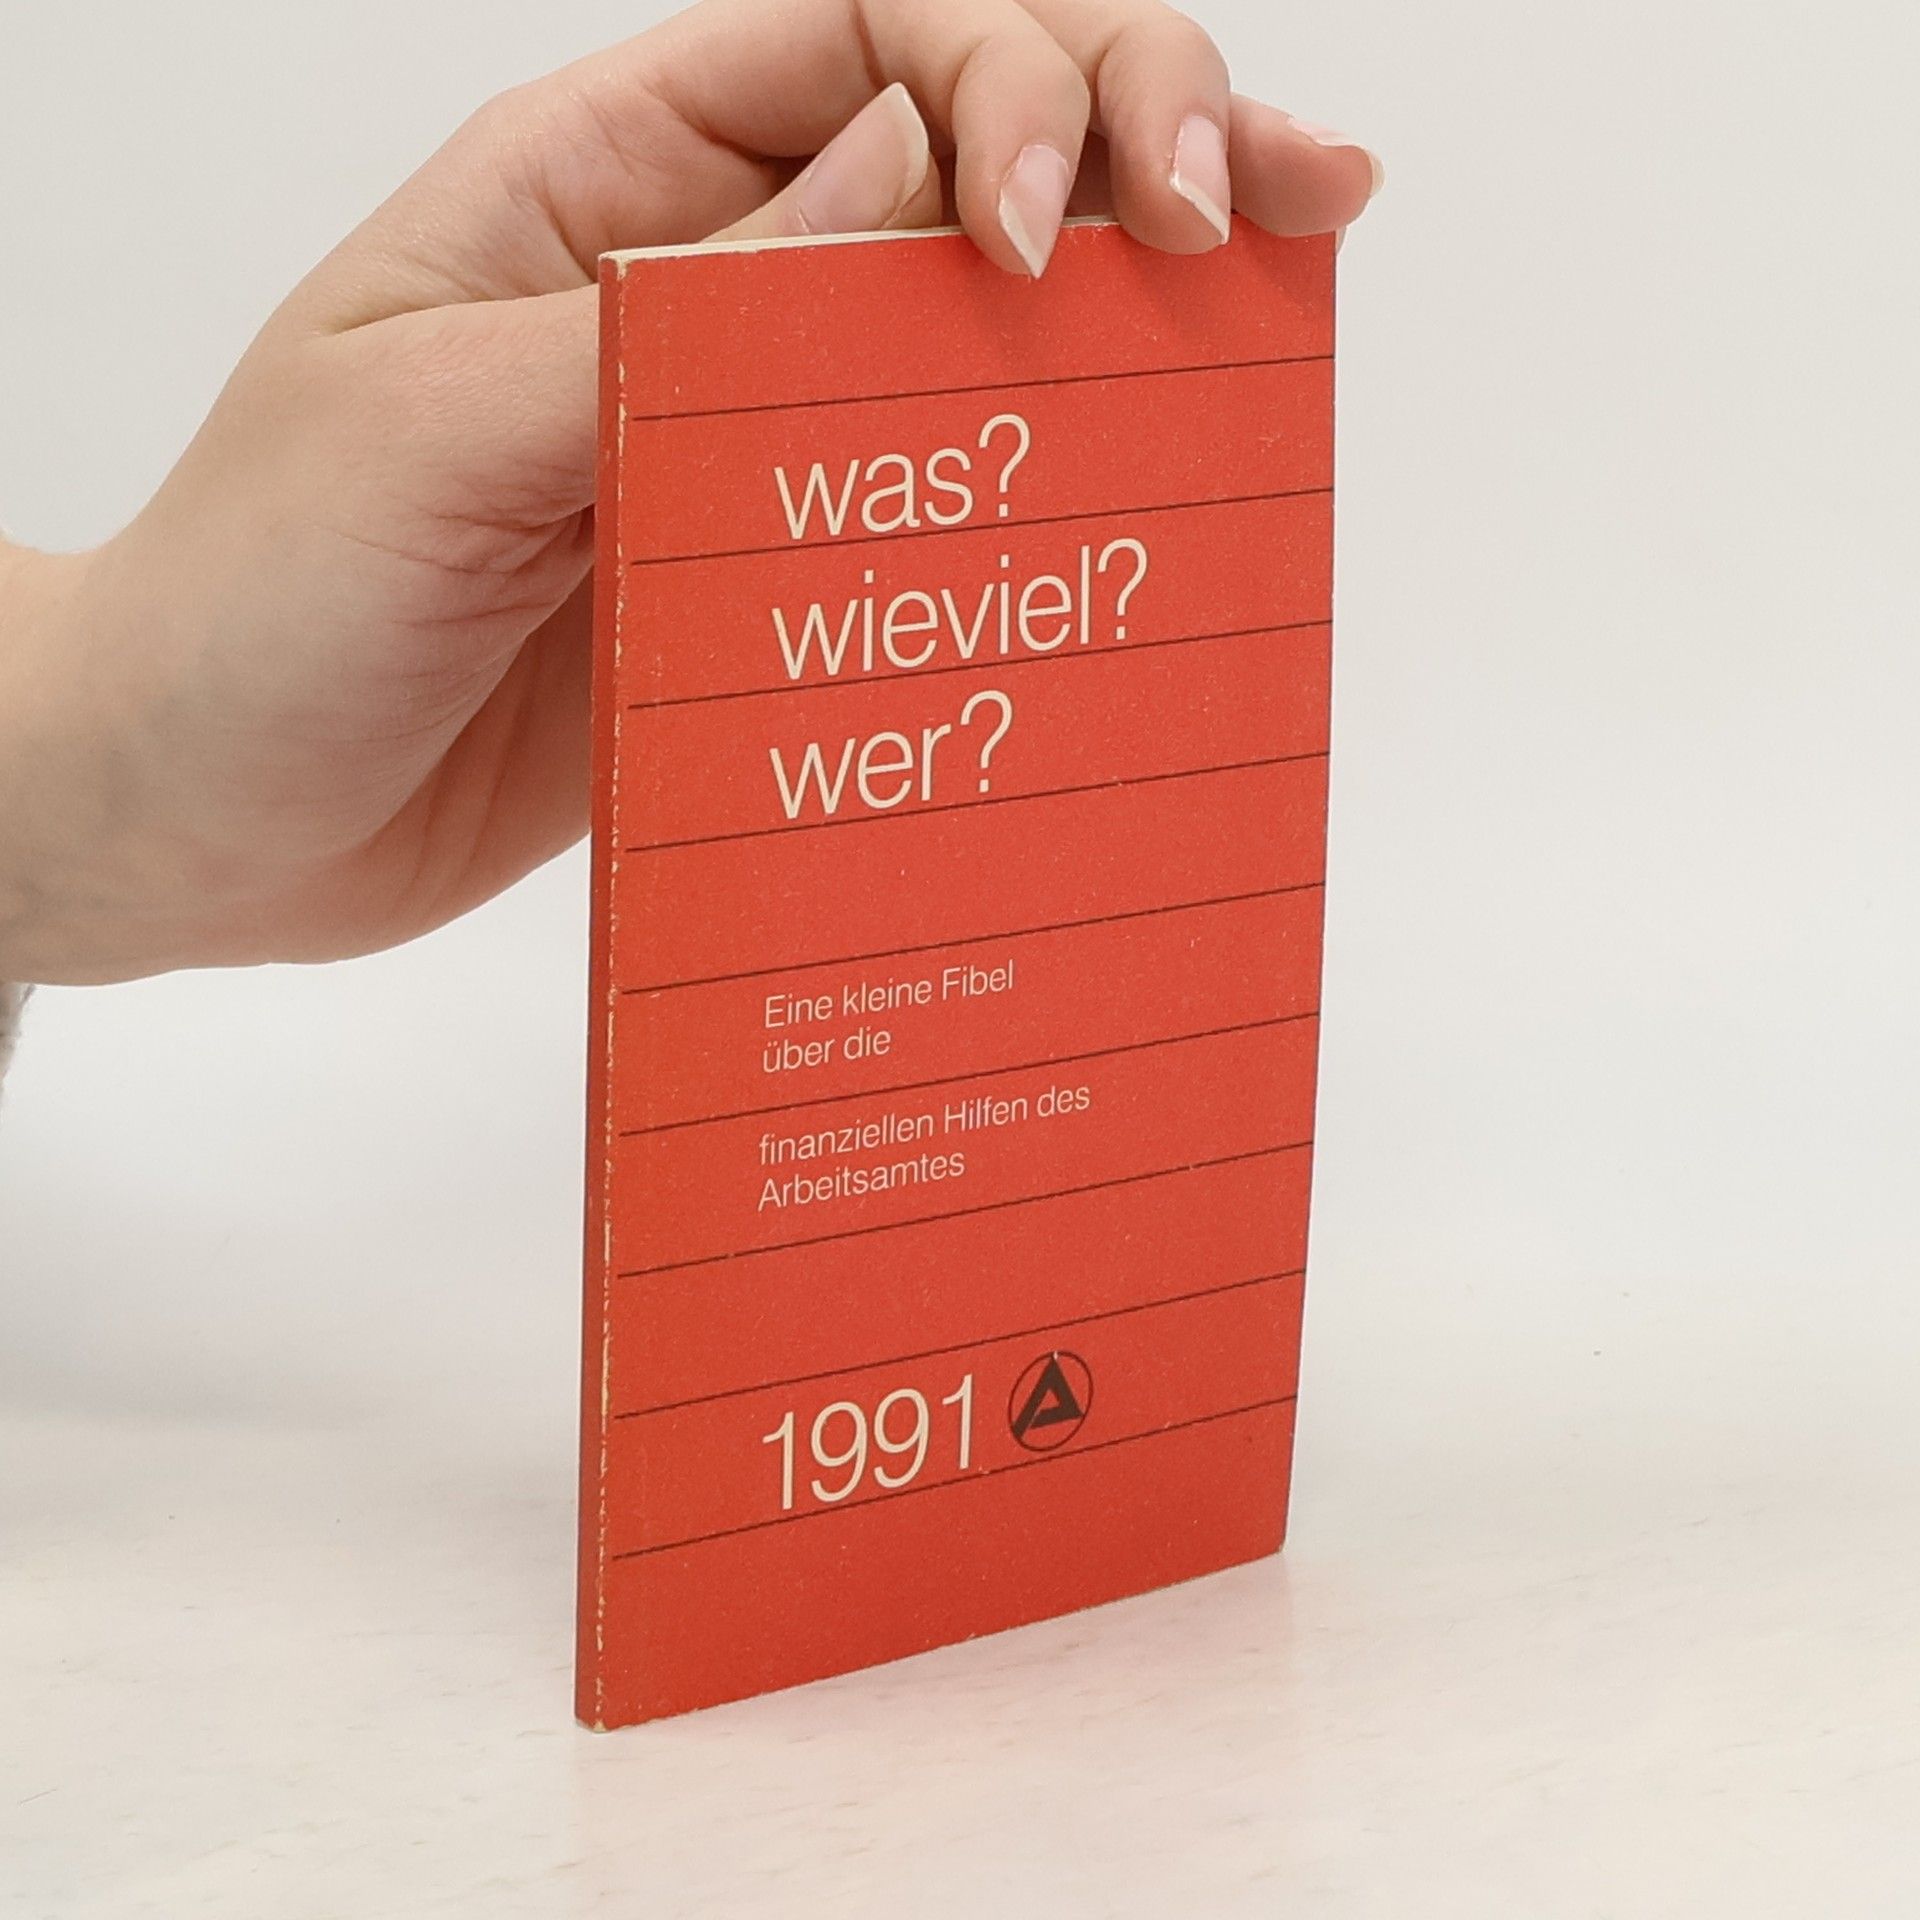 was?
wieviel?
wer?
Eine kleine Fibel
über die
finanziellen Hilfen des
Arbeitsamtes
1991